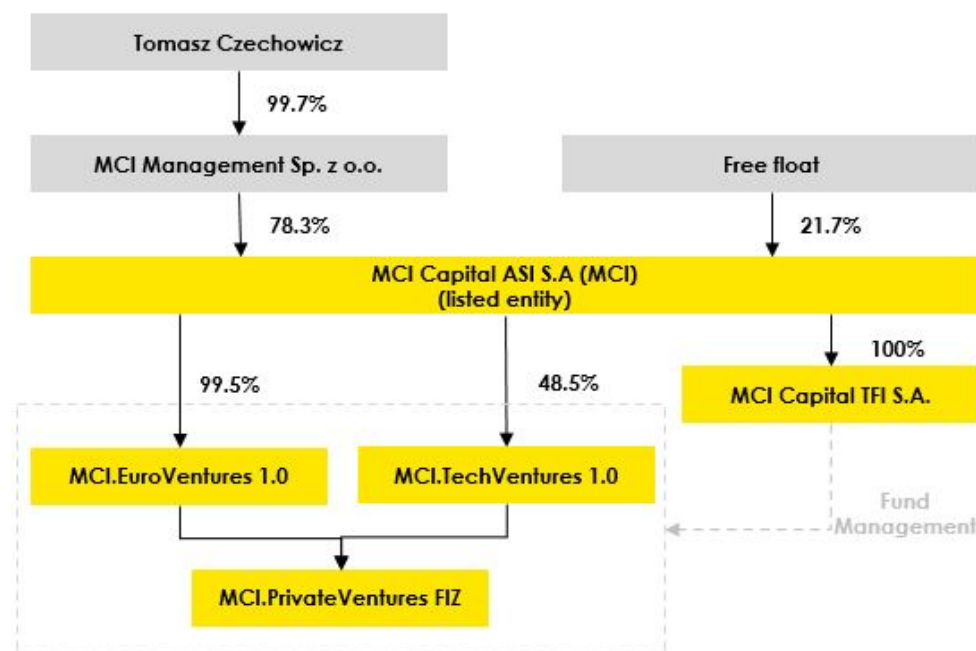 Tomasz Czechowicz
99.7%
MCI Management Sp. z o.o.
Free float
78.3%
21.7%
MCI Capital ASI S.A (MCI)
(listed entity)
99.5%
48.5%
100%
MCI Capital TFI S.A.
MCI.EuroVentures 1.0
MCI.TechVentures 1.0
Fund
Management
MCI.PrivateVentures FIZ